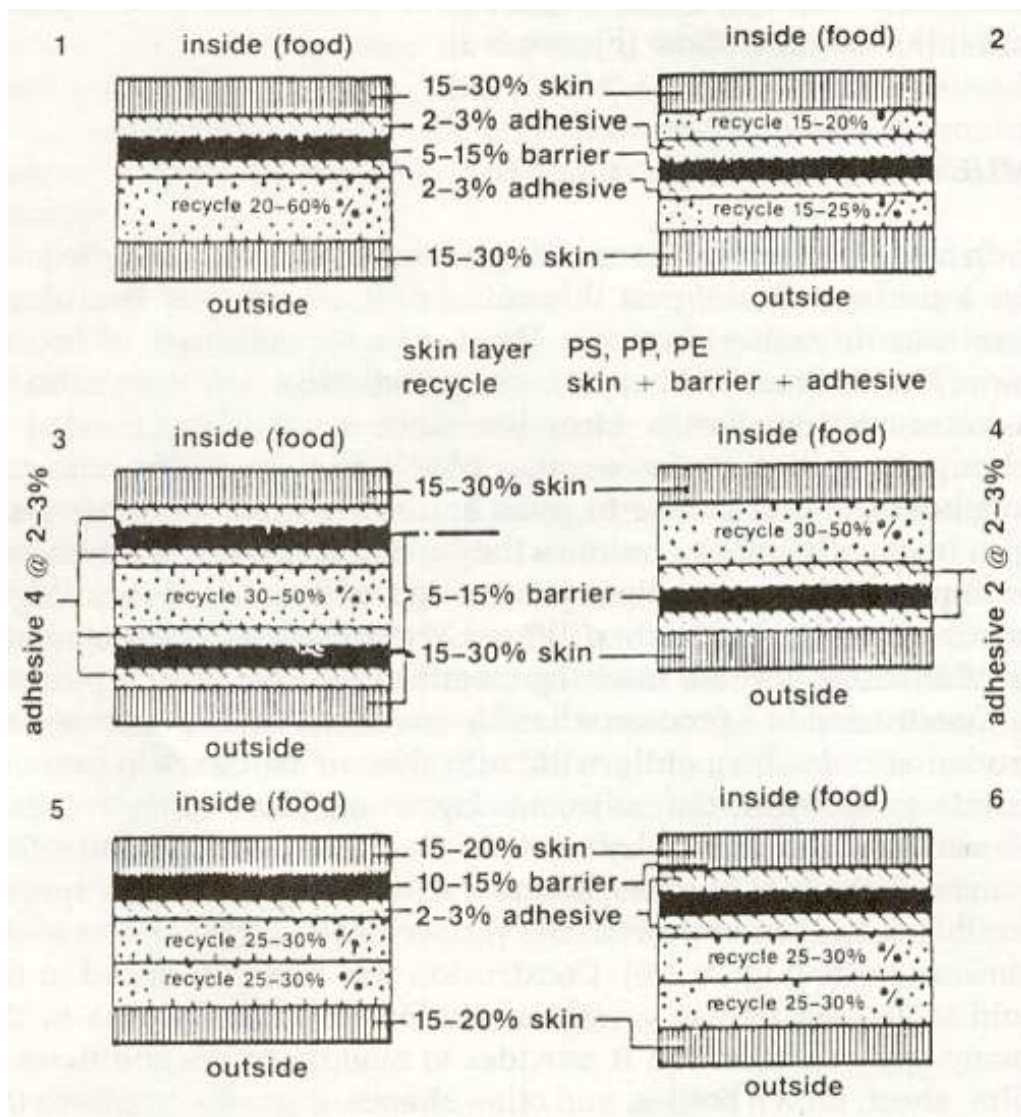 1
inside (food)
inside (food)
2
15-30% skin
2-3% adhesive
recycle 15-20%
5-15% barrier
2-3% adhesive
recycle 20-60%
recycle 15-25%
15-30% skin
outside
outside
skin layer PS, PP, PE
recycle skin + barrier + adhesive
3
inside (food)
inside (food)
4
15-30% skin
recycle 30-50%
adhesive 4 @ 2-3%
recycle 30-50%
5-15% barrier
adhesive 2 @ 2-3%
15-30% skin
outside
outside
5
inside (food)
inside (food)
6
15-20% skin
10-15% barrier
2-3% adhesive
recycle 25-30%
recycle 25-30%
recycle 25-30%
recycle 25-30%
15-20% skin
outside
outside